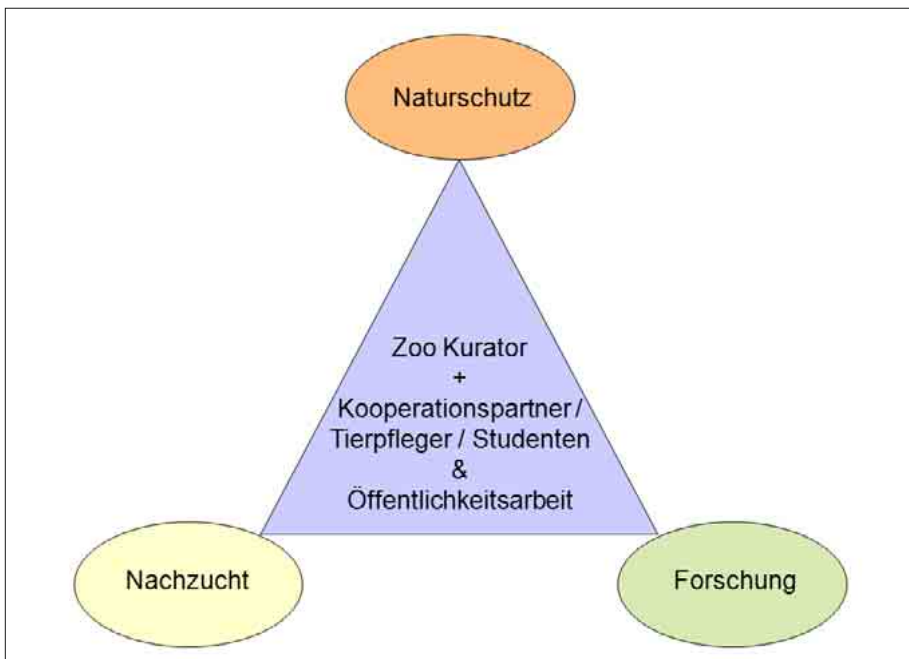 Naturschutz
Zoo Kurator
+
Kooperationspartner /
Tierpfleger / Studenten
&
Öffentlichkeitsarbeit
Nachzucht
Forschung